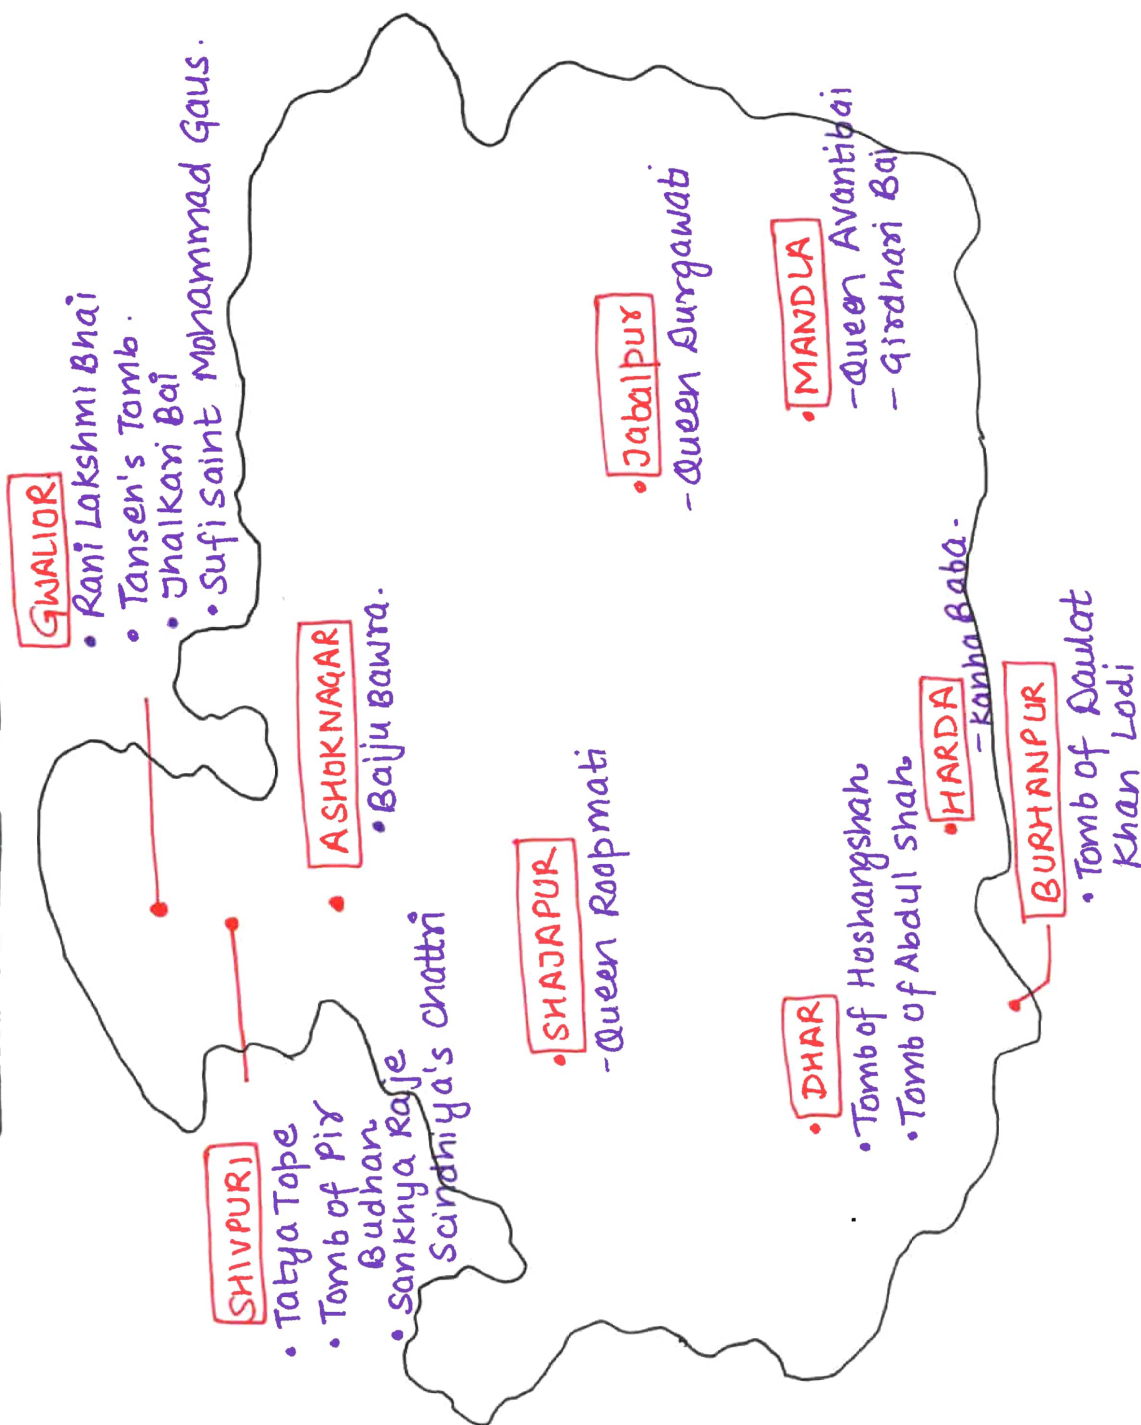 GWALIOR
• Rani Lakshmi Bhai
• Tansen's Tomb.
• Jhalkari Bai
• Sufi saint Mohammad Gaus.
SHIVPURI
• Tatya Tope
• Tomb of Pir
Budhan
• Sankhya Raje
Scindhiya's chattri
ASHOKNAGAR
• Baiju Bawra.
SHAJAPUR
- Queen Roopmati
Jabalpur
- Queen Durgawati
MANDLA
- Queen Avantibai
- Girdhari Bai
DHAR
• Tomb of Hoshangshah
• Tomb of Abdul shah
HARDA
- Kanha Baba.
BURHANPUR
• Tomb of Daulat
Khan Lodi